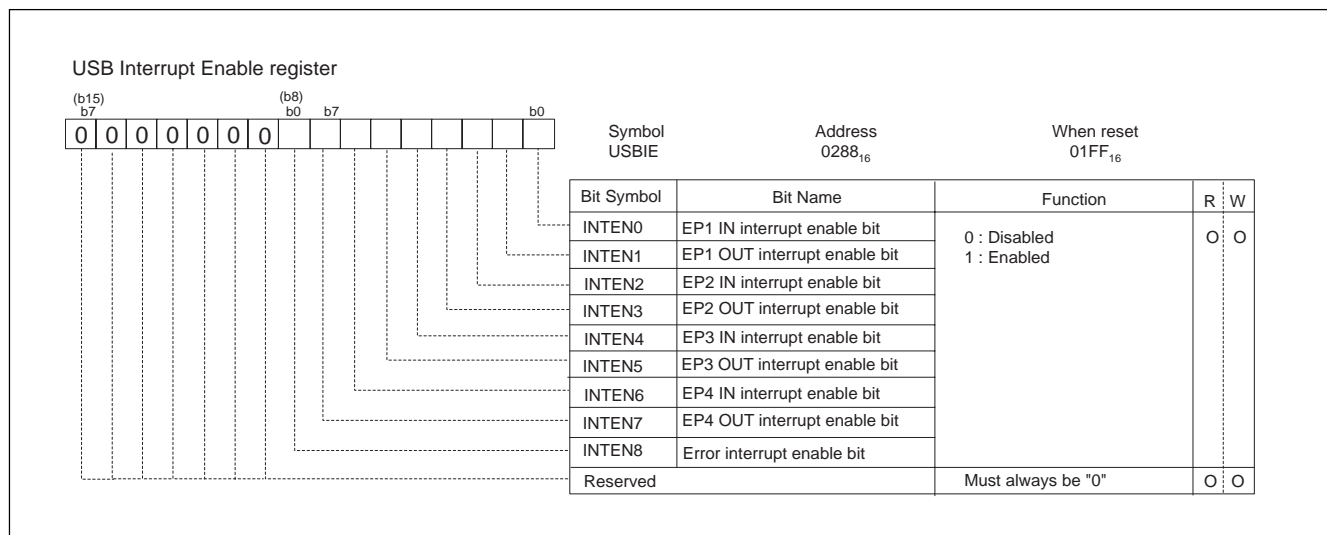 USB Interrupt Enable register
(b15) (b8)
b7 b0 b7 b0
0 0 0 0 0 0 0
Symbol Address When reset
USBIE 0288₁₆ 01FF₁₆
Bit Symbol Bit Name Function R W
INTEN0 EP1 IN interrupt enable bit 0 : Disabled O O
INTEN1 EP1 OUT interrupt enable bit 1 : Enabled
INTEN2 EP2 IN interrupt enable bit
INTEN3 EP2 OUT interrupt enable bit
INTEN4 EP3 IN interrupt enable bit
INTEN5 EP3 OUT interrupt enable bit
INTEN6 EP4 IN interrupt enable bit
INTEN7 EP4 OUT interrupt enable bit
INTEN8 Error interrupt enable bit
Reserved Must always be "0" O O